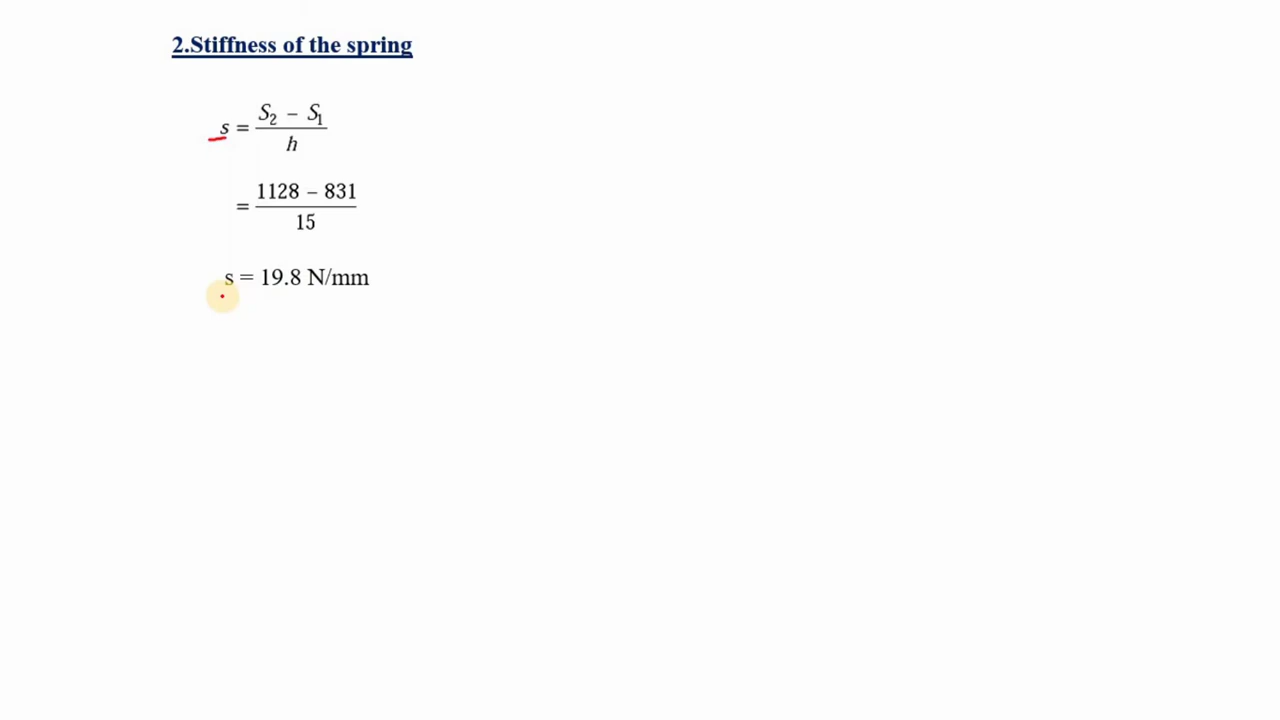 2.Stiffness of the spring
s = S₂ − S₁ / h
= 1128 − 831 / 15
s = 19.8 N/mm